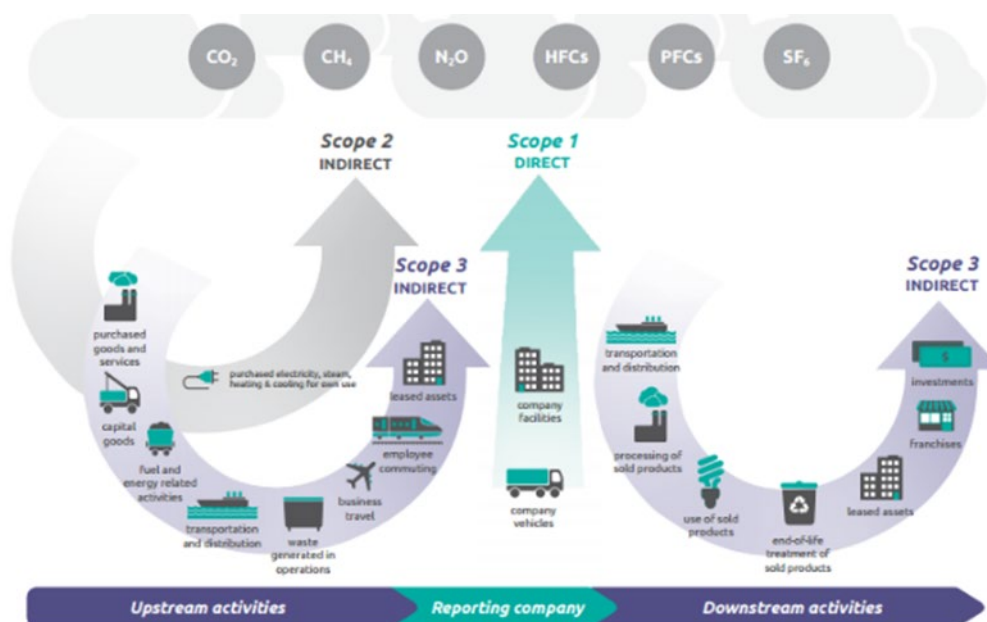 CO₂
CH₄
N₂O
HFCs
PFCs
SF₆
Scope 2
INDIRECT
Scope 1
DIRECT
Scope 3
INDIRECT
Scope 3
INDIRECT
purchased
goods and
services
capital
goods
fuel and
energy related
activities
transportation
and distribution
waste
generated in
operations
business
travel
employee
commuting
leased assets
purchased electricity, steam,
heating & cooling for own use
company
facilities
company
vehicles
transportation
and distribution
processing of
sold products
use of sold
products
end-of-life
treatment of
sold products
leased assets
franchises
investments
$
Upstream activities
Reporting company
Downstream activities